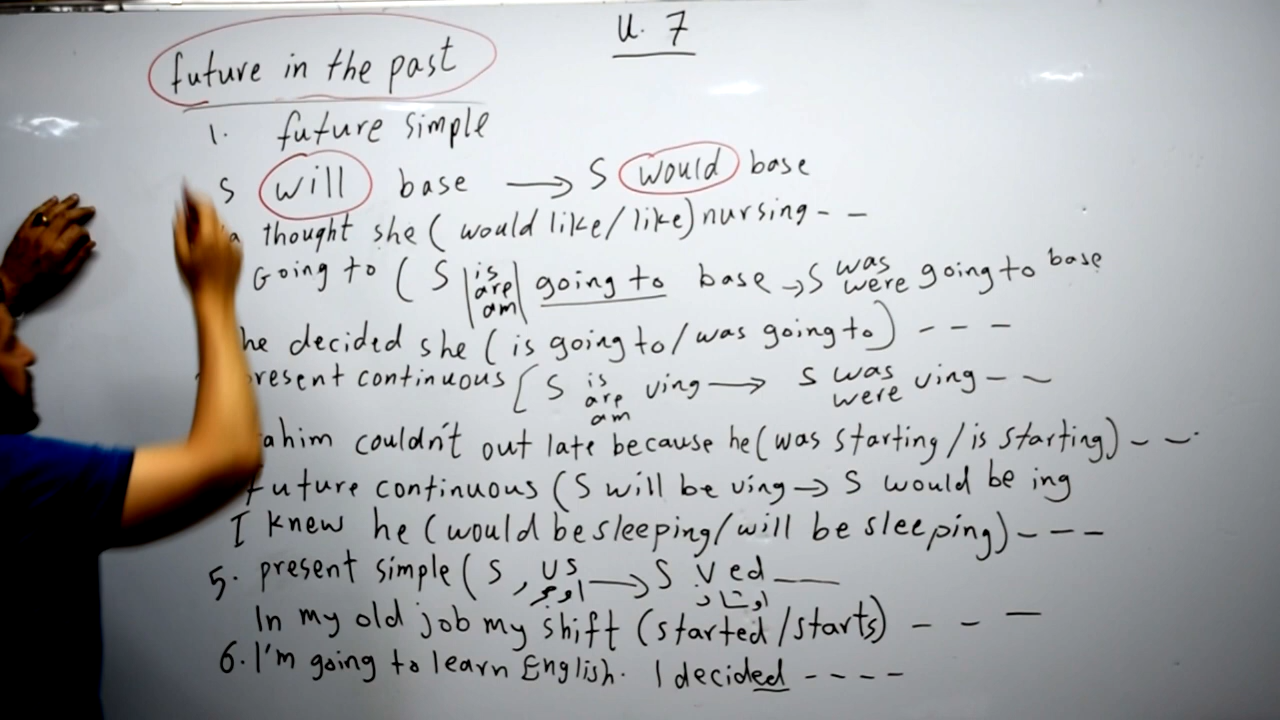 U. 7
future in the past
1. future simple
S will base → S would base
thought she (would like/like) nursing - -
Going to (S is are am going to base → S was were going to base
he decided she (is going to/was going to) - - -
resent continuous [S is are am ving → S was were ving - -
ahim couldn't out late because he (was starting/is starting) - - .
future continuous (S will be ving → S would be ing
I knew he (would be sleeping/will be sleeping) - - -
5. present simple (S , vs → S Ved ___
In my old job my shift (started/starts) - - -
6. I'm going to learn English. I decided - - - -